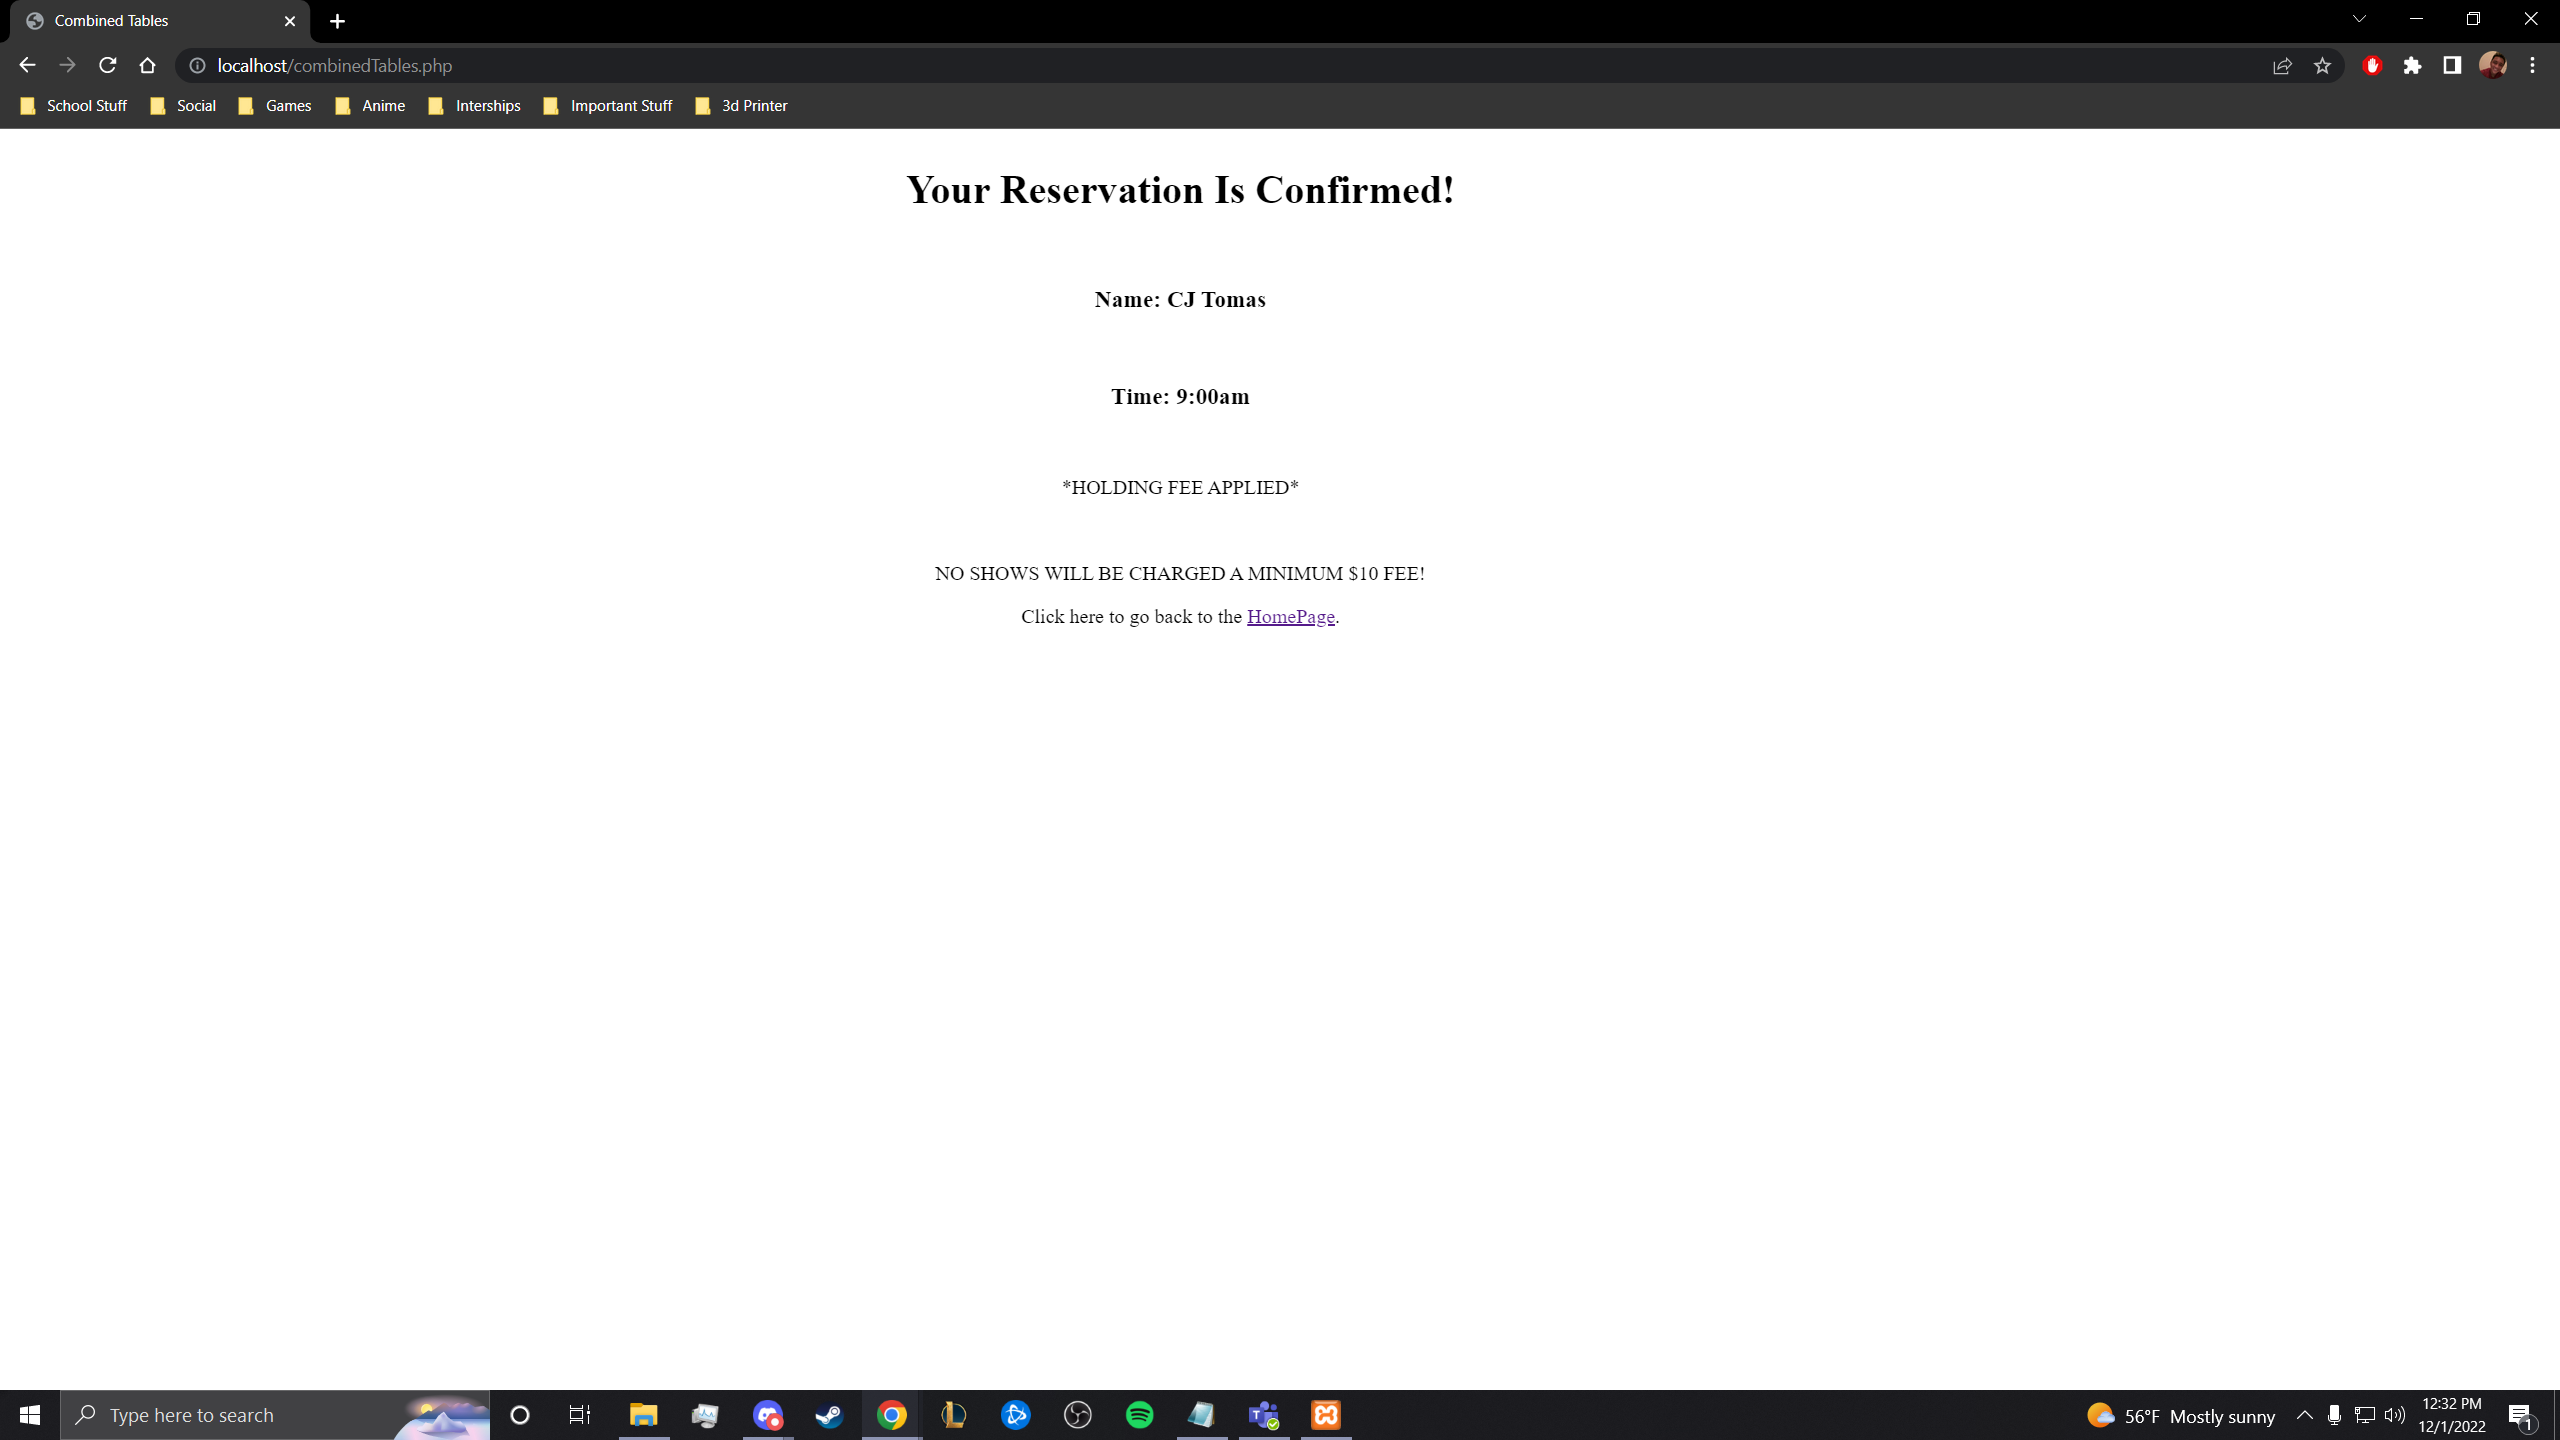 Combined Tables
localhost/combinedTables.php
School Stuff Social Games Anime Interships Important Stuff 3d Printer
Your Reservation Is Confirmed!
Name: CJ Tomas
Time: 9:00am
*HOLDING FEE APPLIED*
NO SHOWS WILL BE CHARGED A MINIMUM $10 FEE!
Click here to go back to the HomePage.
Type here to search
56°F Mostly sunny
12:32 PM
12/1/2022
1